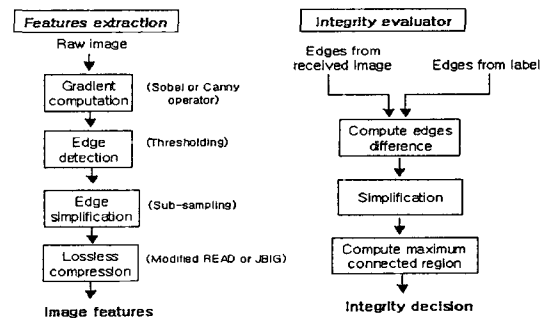 Features extraction
Raw image
Gradient
computation
(Sobel or Canny
operator)
Edge
detection
(Thresholding)
Edge
simplification
(Sub-sampling)
Lossless
compression
(Modified READ or JBIG)
Image features
Integrity evaluator
Edges from
received image
Edges from label
Compute edges
difference
Simplification
Compute maximum
connected region
Integrity decision